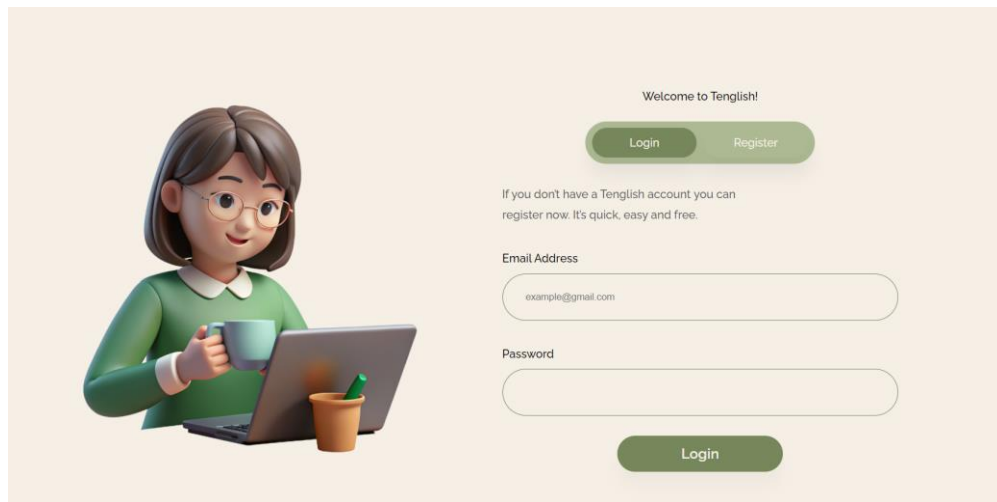 Welcome to Tenglish!
Login
Register
If you don't have a Tenglish account you can
register now. It's quick, easy and free.
Email Address
example@gmail.com
Password
Login